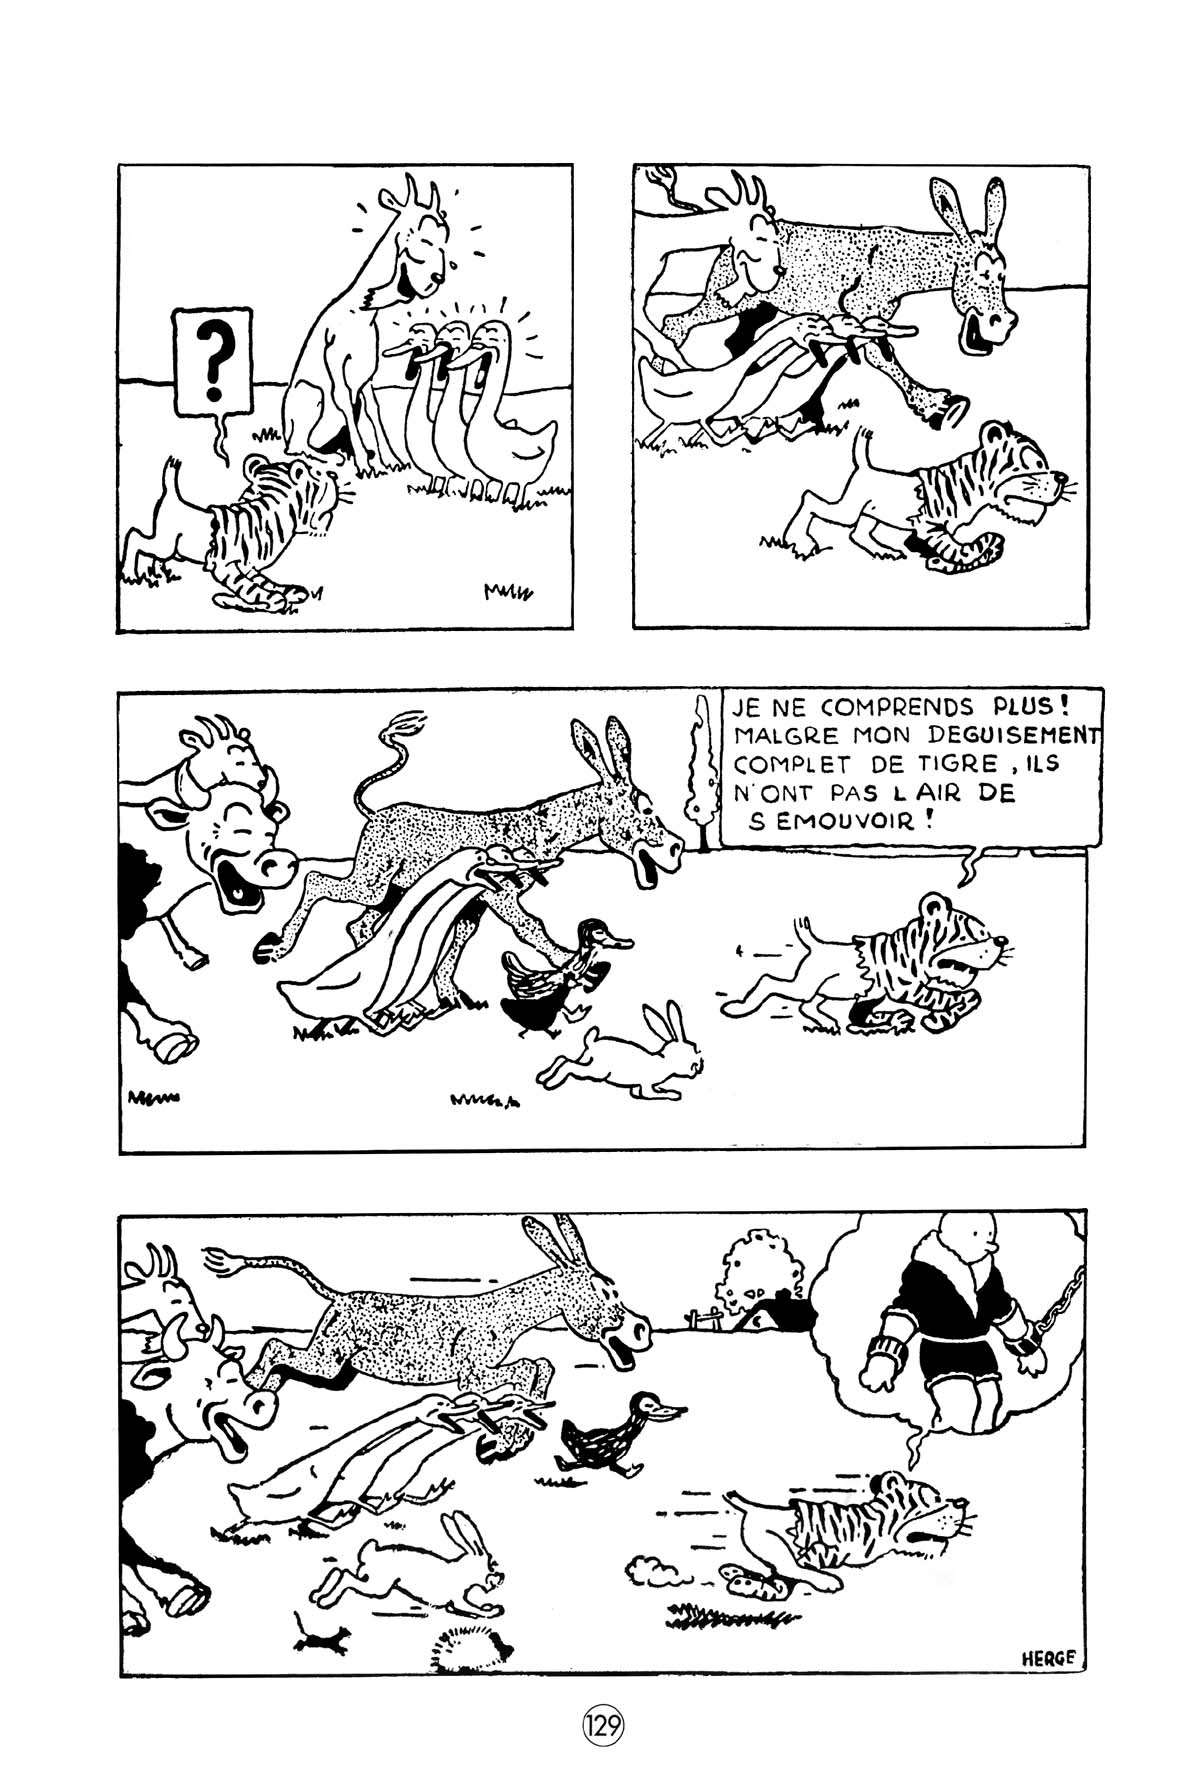 ?
JE NE COMPRENDS PLUS!
MALGRE MON DEGUISEMENT
COMPLET DE TIGRE, ILS
N'ONT PAS L AIR DE
S EMOUVOIR!
HERGE
129